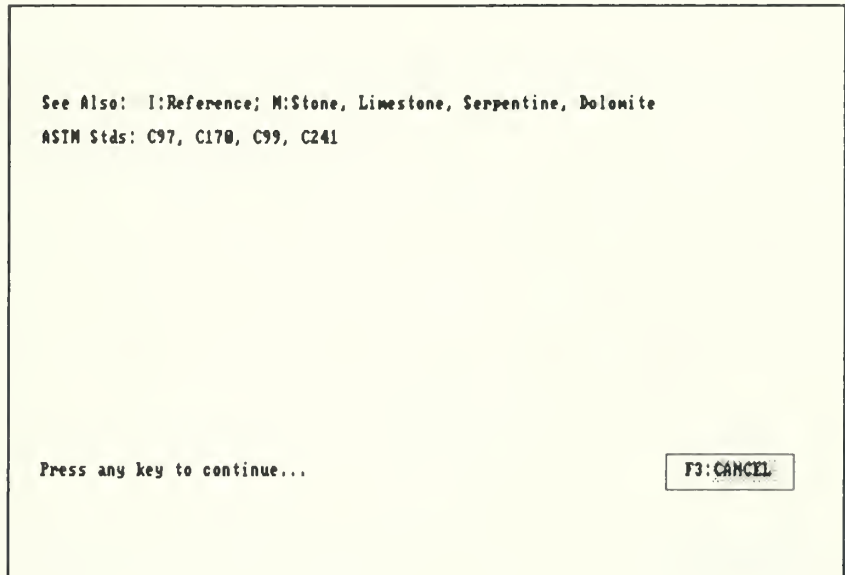 See Also: I:Reference; M:Stone, Limestone, Serpentine, Dolomite
ASTM Stds: C97, C170, C99, C241
Press any key to continue...
F3:CANCEL